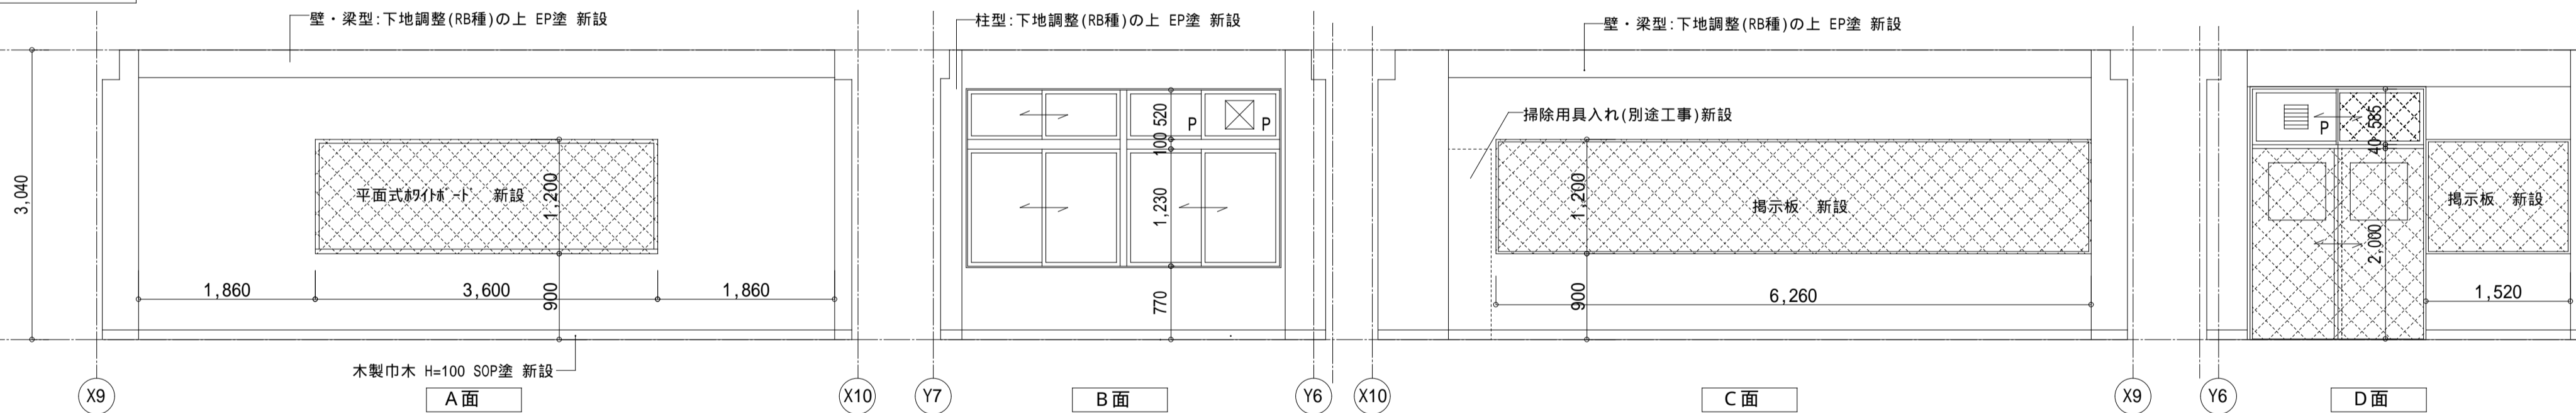 壁・梁型:下地調整(RB種)の上 EP塗 新設
3,040
平面式ﾎﾜｲﾄﾎﾞｰﾄﾞ 新設
1,200
1,860
3,600
900
1,860
木製巾木 H=100 SOP塗 新設
X9
A面
X10
柱型:下地調整(RB種)の上 EP塗 新設
520
P
P
100
1,230
770
Y7
B面
Y6
壁・梁型:下地調整(RB種)の上 EP塗 新設
掃除用具入れ(別途工事)新設
1,200
掲示板 新設
900
6,260
X10
C面
X9
P
585
40
掲示板 新設
2,000
1,520
Y6
D面